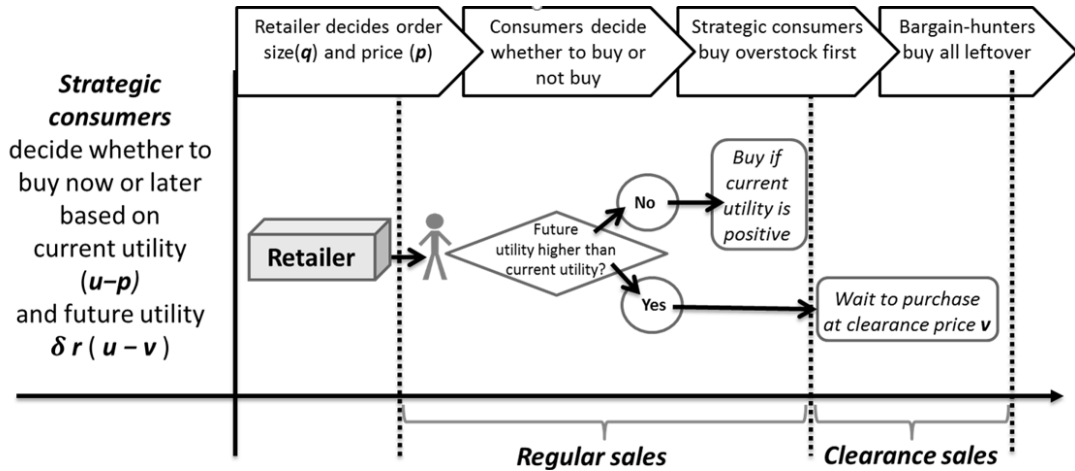 Retailer decides order
size(q) and price (p)
Consumers decide
whether to buy or
not buy
Strategic consumers
buy overstock first
Bargain-hunters
buy all leftover
Strategic
consumers
decide whether to
buy now or later
based on
current utility
(u–p)
and future utility
δ r ( u – v )
Retailer
Future
utility higher than
current utility?
No
Yes
Buy if
current
utility is
positive
Wait to purchase
at clearance price v
Regular sales
Clearance sales